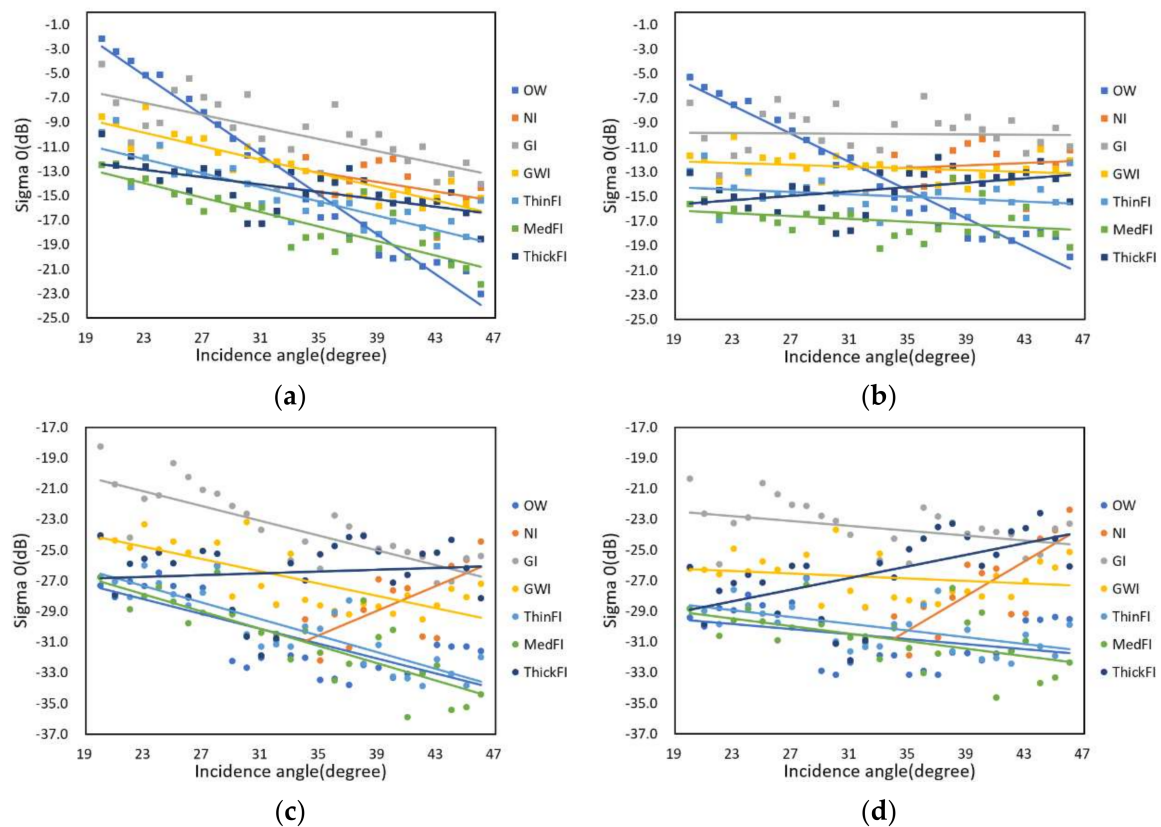 -1.0
-3.0
-5.0
-7.0
-9.0
-11.0
-13.0
-15.0
-17.0
-19.0
-21.0
-23.0
-25.0
Sigma 0(dB)
19 23 27 31 35 39 43 47
Incidence angle(degree)
OW
NI
GI
GWI
ThinFI
MedFI
ThickFI
(a)
-1.0
-3.0
-5.0
-7.0
-9.0
-11.0
-13.0
-15.0
-17.0
-19.0
-21.0
-23.0
-25.0
Sigma 0(dB)
19 23 27 31 35 39 43 47
Incidence angle(degree)
OW
NI
GI
GWI
ThinFI
MedFI
ThickFI
(b)
-17.0
-19.0
-21.0
-23.0
-25.0
-27.0
-29.0
-31.0
-33.0
-35.0
-37.0
Sigma 0(dB)
19 23 27 31 35 39 43 47
Incidence angle(degree)
OW
NI
GI
GWI
ThinFI
MedFI
ThickFI
(c)
-17.0
-19.0
-21.0
-23.0
-25.0
-27.0
-29.0
-31.0
-33.0
-35.0
-37.0
Sigma 0(dB)
19 23 27 31 35 39 43 47
Incidence angle(degree)
OW
NI
GI
GWI
ThinFI
MedFI
ThickFI
(d)